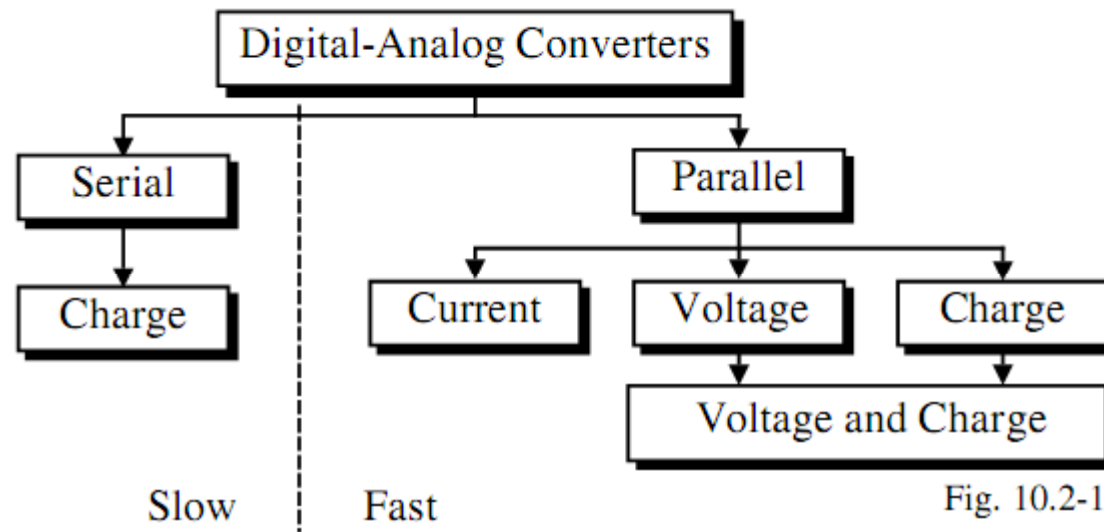 Digital-Analog Converters
Serial
Parallel
Charge
Current
Voltage
Charge
Voltage and Charge
Slow
Fast
Fig. 10.2-1